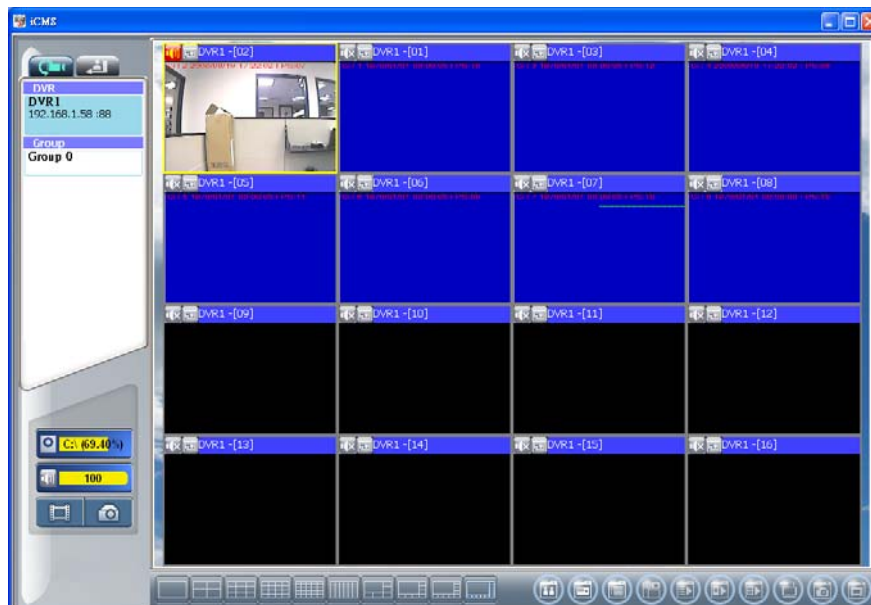 iCMS
DVR
DVR1
192.168.1.58 :88
Group
Group 0
C:\ (69.40%)
100
DVR1 -[02]
DVR1 -[01]
DVR1 -[03]
DVR1 -[04]
DVR1 -[05]
DVR1 -[06]
DVR1 -[07]
DVR1 -[08]
DVR1 -[09]
DVR1 -[10]
DVR1 -[11]
DVR1 -[12]
DVR1 -[13]
DVR1 -[14]
DVR1 -[15]
DVR1 -[16]